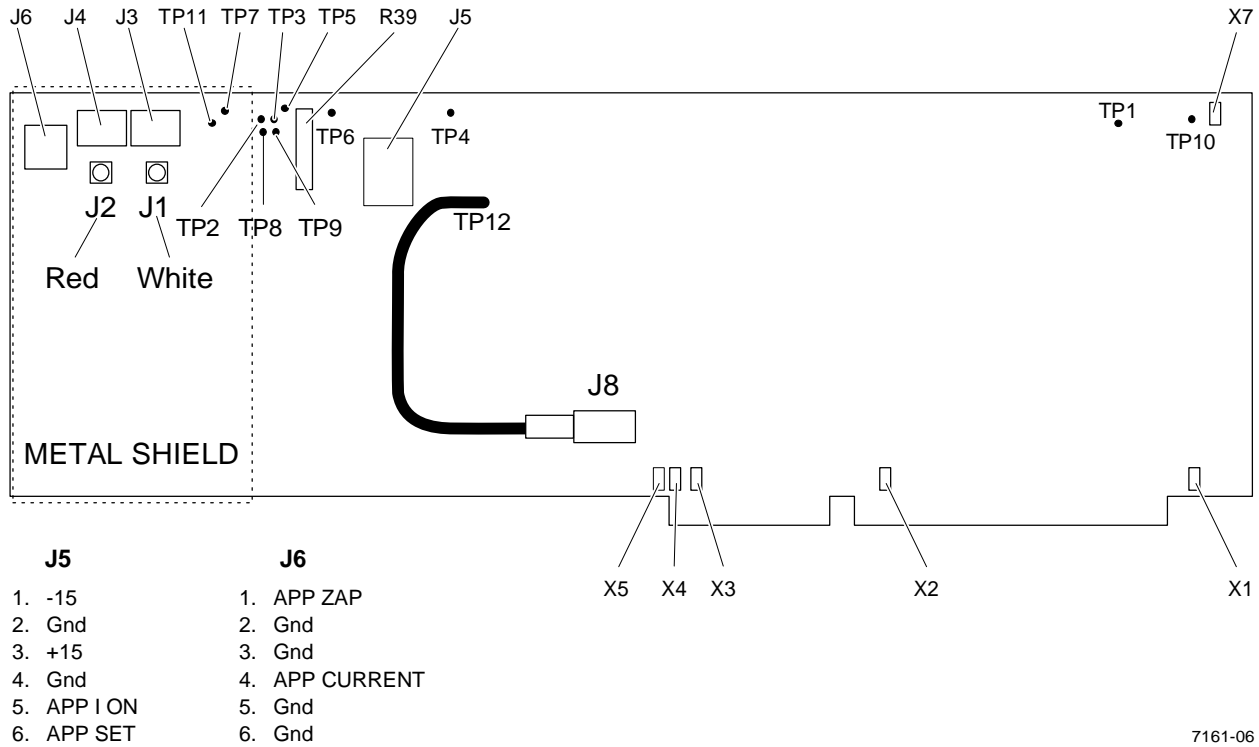 J6 J4 J3 TP11 TP7 TP3 TP5 R39 J5 X7
TP6 TP4 TP1 TP10
J2 J1 TP2 TP8 TP9 TP12
Red White
J8
METAL SHIELD
X5 X4 X3 X2 X1
J5
1. -15
2. Gnd
3. +15
4. Gnd
5. APP I ON
6. APP SET
J6
1. APP ZAP
2. Gnd
3. Gnd
4. APP CURRENT
5. Gnd
6. Gnd
7161-06